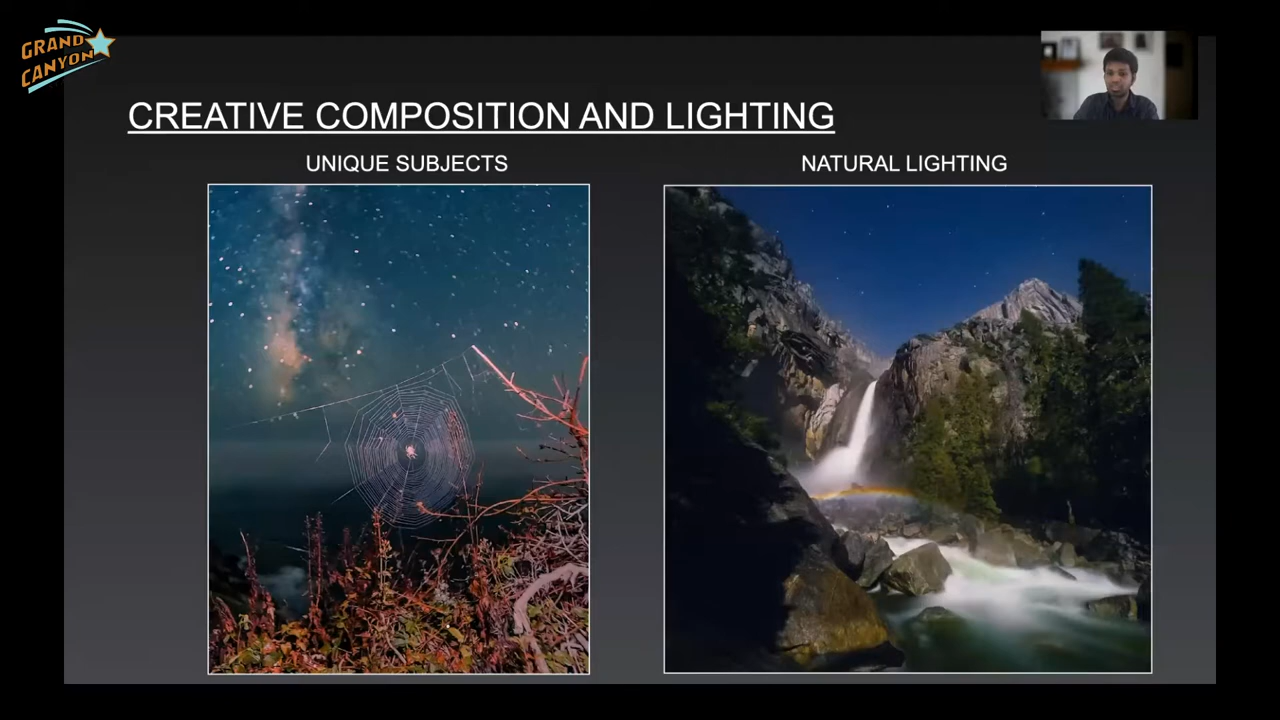 GRAND
CANYON
CREATIVE COMPOSITION AND LIGHTING
UNIQUE SUBJECTS
NATURAL LIGHTING